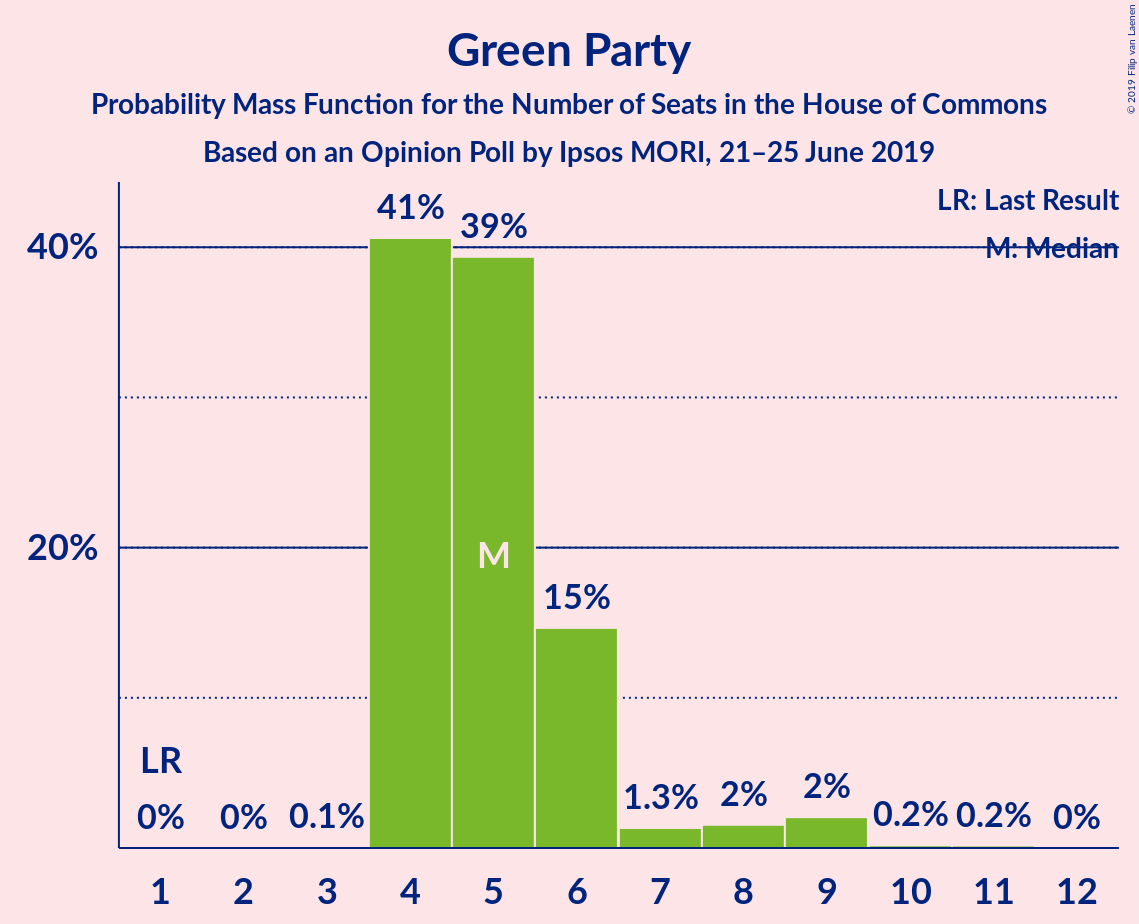 Green Party
Probability Mass Function for the Number of Seats in the House of Commons
Based on an Opinion Poll by Ipsos MORI, 21–25 June 2019
© 2019 Filip van Laenen
LR: Last Result
M: Median
40%
20%
41%
39%
M
15%
LR
0%
0%
0.1%
1.3%
2%
2%
0.2%
0.2%
0%
1 2 3 4 5 6 7 8 9 10 11 12